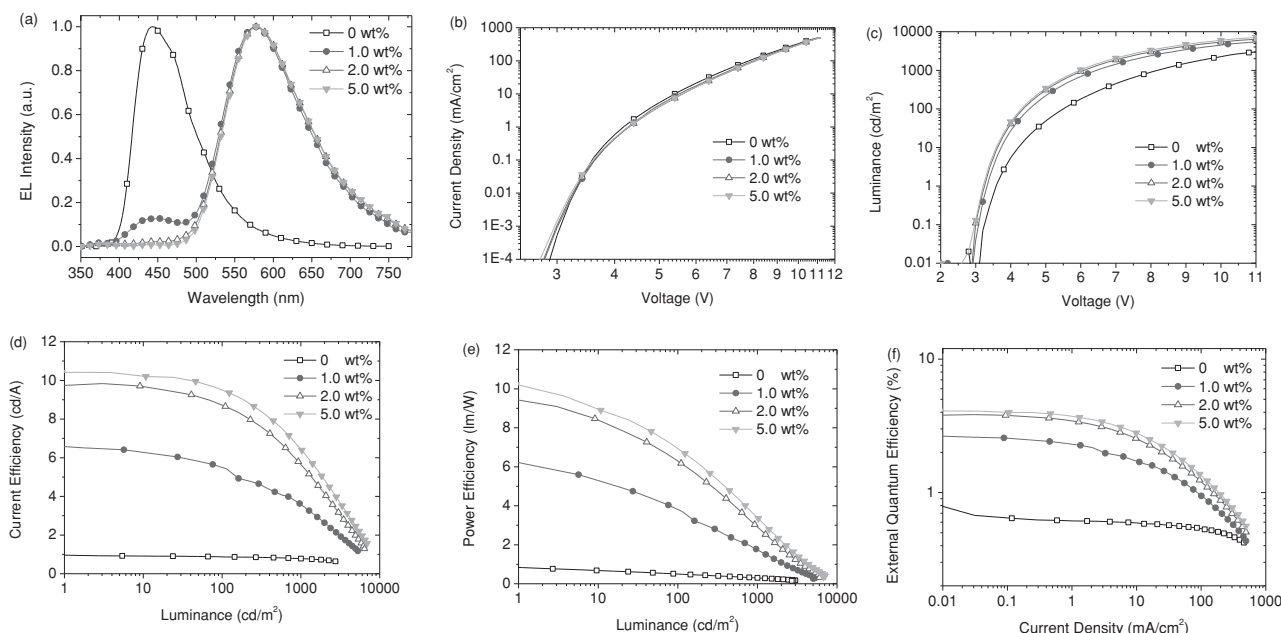 (a)
1.0
0.8
0.6
0.4
0.2
0.0
EL Intensity (a.u.)
0 wt%
1.0 wt%
2.0 wt%
5.0 wt%
350 400 450 500 550 600 650 700 750
Wavelength (nm)
(b)
1000
100
10
1
0.1
0.01
1E-3
1E-4
Current Density (mA/cm²)
0 wt%
1.0 wt%
2.0 wt%
5.0 wt%
3 4 5 6 7 8 9 10 11 12
Voltage (V)
(c)
10000
1000
100
10
1
0.1
0.01
Luminance (cd/m²)
0 wt%
1.0 wt%
2.0 wt%
5.0 wt%
2 3 4 5 6 7 8 9 10 11
Voltage (V)
(d)
12
10
8
6
4
2
0
Current Efficiency (cd/A)
0 wt%
1.0 wt%
2.0 wt%
5.0 wt%
1 10 100 1000 10000
Luminance (cd/m²)
(e)
12
10
8
6
4
2
0
Power Efficiency (lm/W)
0 wt%
1.0 wt%
2.0 wt%
5.0 wt%
1 10 100 1000 10000
Luminance (cd/m²)
(f)
10
1
External Quantum Efficiency (%)
0 wt%
1.0 wt%
2.0 wt%
5.0 wt%
0.01 0.1 1 10 100 1000
Current Density (mA/cm²)